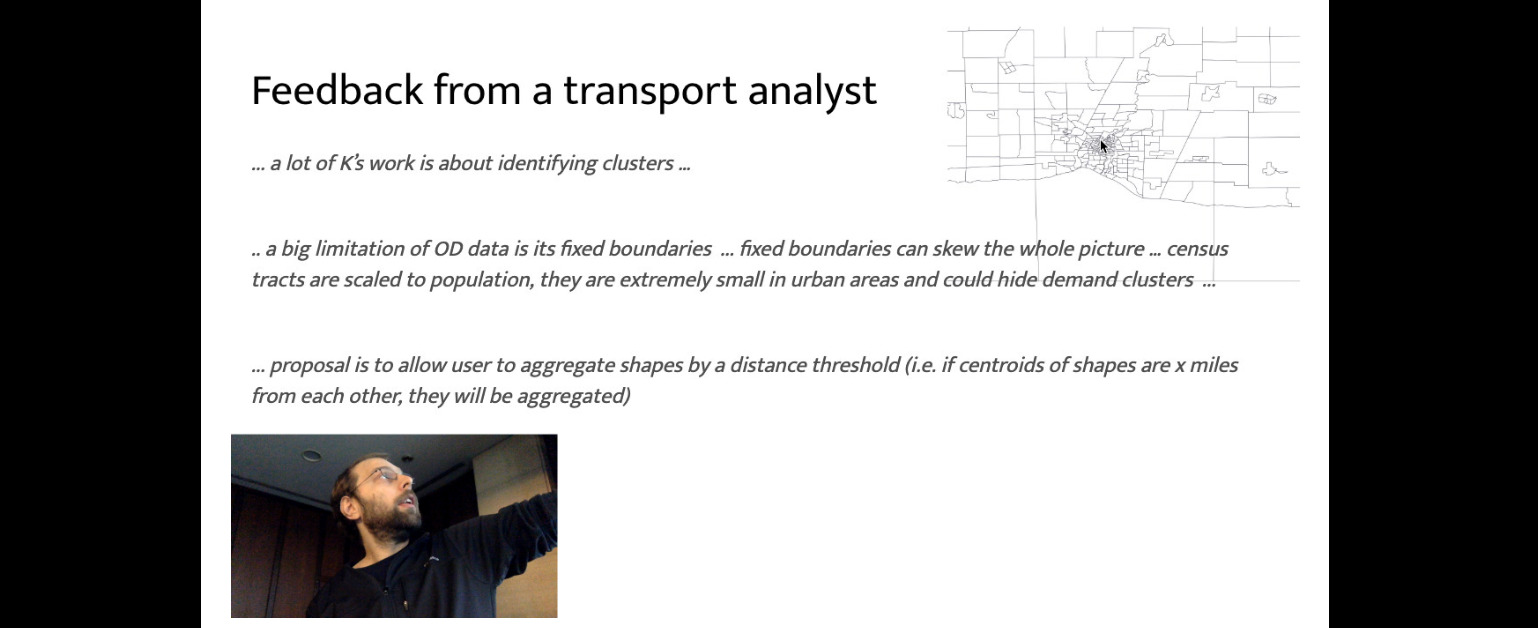 Feedback from a transport analyst
... a lot of K’s work is about identifying clusters ...
.. a big limitation of OD data is its fixed boundaries ... fixed boundaries can skew the whole picture ... census
tracts are scaled to population, they are extremely small in urban areas and could hide demand clusters ...
... proposal is to allow user to aggregate shapes by a distance threshold (i.e. if centroids of shapes are x miles
from each other, they will be aggregated)